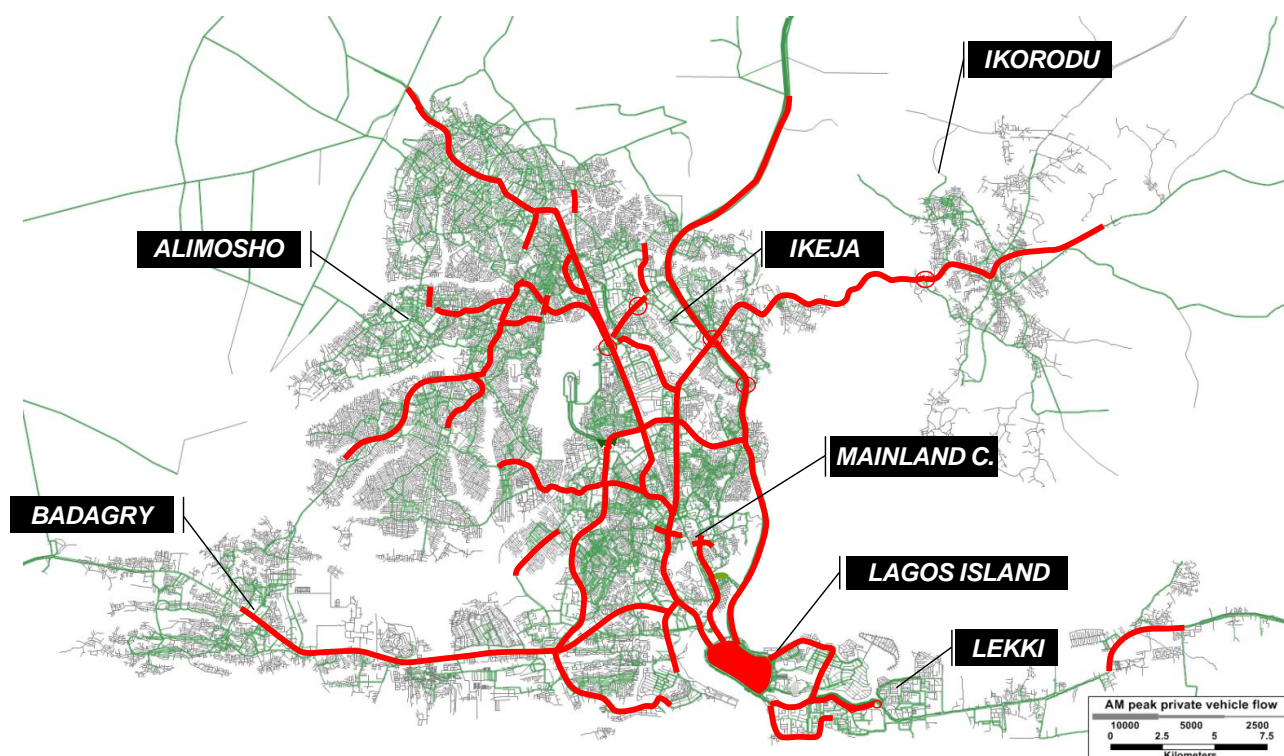 IKORODU
ALIMOSHO
IKEJA
MAINLAND C.
BADAGRY
LAGOS ISLAND
LEKKI
AM peak private vehicle flow
10000 5000 2500
0 2.5 5 7.5
Kilometers